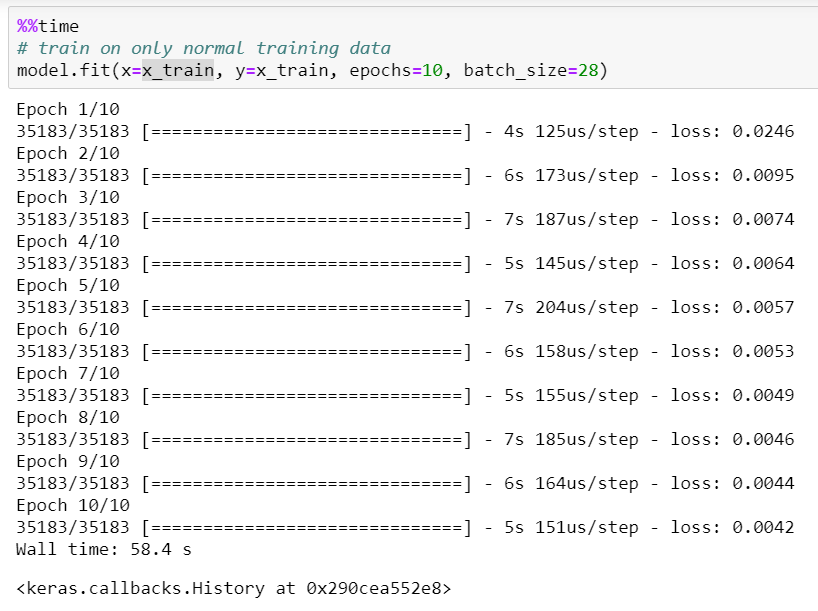 %%time
# train on only normal training data
model.fit(x=x_train, y=x_train, epochs=10, batch_size=28)
Epoch 1/10
35183/35183 [==============================] - 4s 125us/step - loss: 0.0246
Epoch 2/10
35183/35183 [==============================] - 6s 173us/step - loss: 0.0095
Epoch 3/10
35183/35183 [==============================] - 7s 187us/step - loss: 0.0074
Epoch 4/10
35183/35183 [==============================] - 5s 145us/step - loss: 0.0064
Epoch 5/10
35183/35183 [==============================] - 7s 204us/step - loss: 0.0057
Epoch 6/10
35183/35183 [==============================] - 6s 158us/step - loss: 0.0053
Epoch 7/10
35183/35183 [==============================] - 5s 155us/step - loss: 0.0049
Epoch 8/10
35183/35183 [==============================] - 7s 185us/step - loss: 0.0046
Epoch 9/10
35183/35183 [==============================] - 6s 164us/step - loss: 0.0044
Epoch 10/10
35183/35183 [==============================] - 5s 151us/step - loss: 0.0042
Wall time: 58.4 s
<keras.callbacks.History at 0x290cea552e8>